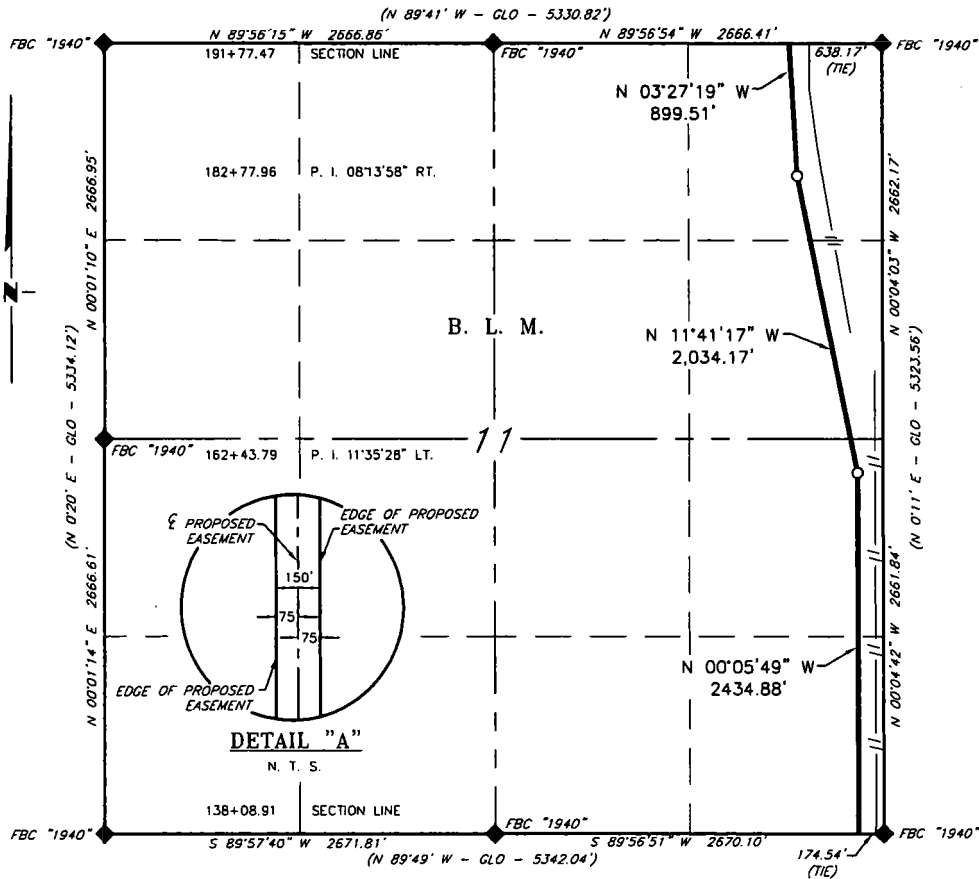 (N 89°41' W - GLO - 5330.82')
FBC "1940"
N 89°56'15" W 2666.86'
N 89°56'54" W 2666.41'
FBC "1940"
191+77.47 SECTION LINE
FBC "1940"
638.17'
(TIE)
N 03°27'19" W
899.51'
182+77.96 P. I. 08°13'58" RT.
N 00°01'10" E 2666.95'
N 00°04'03" W 2662.17'
N
B. L. M.
N 11°41'17" W
2,034.17'
(N 0°20' E - GLO - 5334.12')
(N 0°11' E - GLO - 5323.56')
11
FBC "1940"
162+43.79 P. I. 11°35'28" LT.
℄ PROPOSED
EASEMENT
EDGE OF PROPOSED
EASEMENT
150'
75
75
EDGE OF PROPOSED
EASEMENT
DETAIL "A"
N. T. S.
N 00°01'14" E 2666.61'
N 00°04'42" W 2661.84'
N 00°05'49" W
2434.88'
138+08.91 SECTION LINE
FBC "1940"
FBC "1940"
FBC "1940"
S 89°57'40" W 2671.81'
S 89°56'51" W 2670.10'
(N 89°49' W - GLO - 5342.04')
174.54'
(TIE)